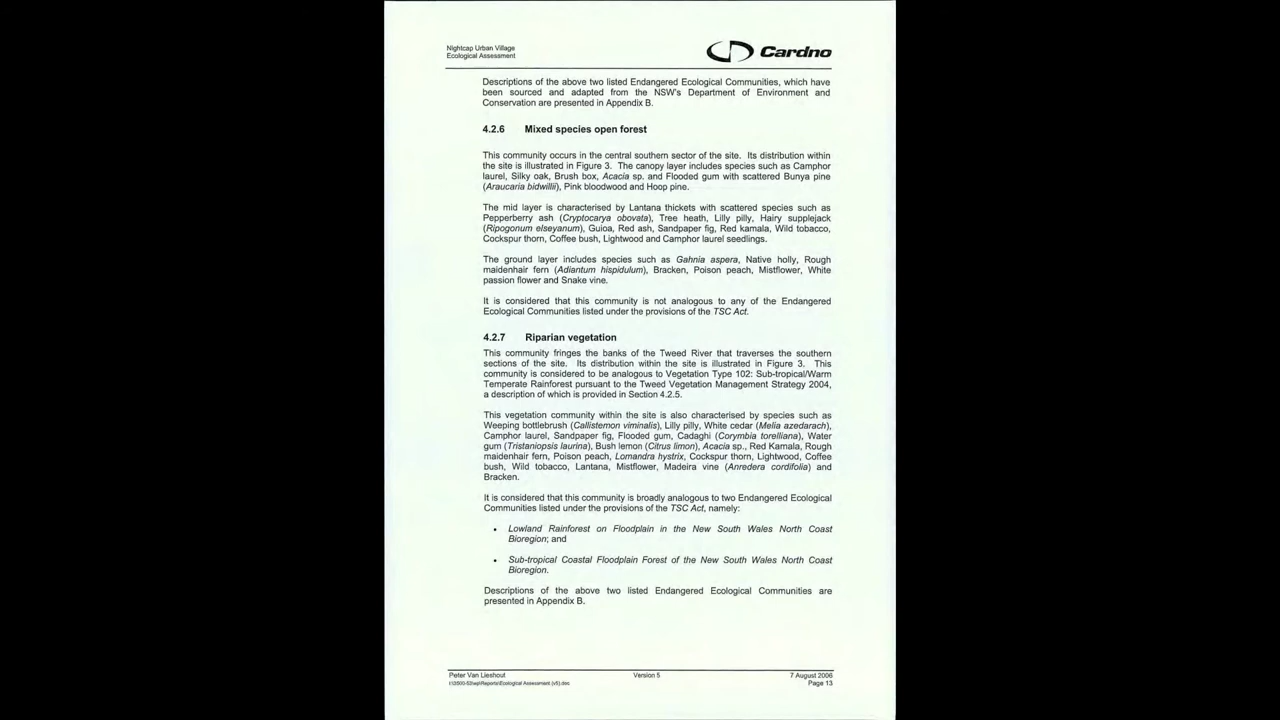 Nightcap Urban Village
Ecological Assessment
Cardno
Descriptions of the above two listed Endangered Ecological Communities, which have
been sourced and adapted from the NSW's Department of Environment and
Conservation are presented in Appendix B.
4.2.6 Mixed species open forest
This community occurs in the central southern sector of the site. Its distribution within
the site is illustrated in Figure 3. The canopy layer includes species such as Camphor
laurel, Silky oak, Brush box, Acacia sp. and Flooded gum with scattered Bunya pine
(Araucaria bidwillii), Pink bloodwood and Hoop pine.
The mid layer is characterised by Lantana thickets with scattered species such as
Pepperberry ash (Cryptocarya obovata), Tree heath, Lilly pilly, Hairy supplejack
(Ripogonum elseyanum), Guioa, Red ash, Sandpaper fig, Red kamala, Wild tobacco,
Cockspur thorn, Coffee bush, Lightwood and Camphor laurel seedlings.
The ground layer includes species such as Gahnia aspera, Native holly, Rough
maidenhair fern (Adiantum hispidulum), Bracken, Poison peach, Mistflower, White
passion flower and Snake vine.
It is considered that this community is not analogous to any of the Endangered
Ecological Communities listed under the provisions of the TSC Act.
4.2.7 Riparian vegetation
This community fringes the banks of the Tweed River that traverses the southern
sections of the site. Its distribution within the site is illustrated in Figure 3. This
community is considered to be analogous to Vegetation Type 102: Sub-tropical/Warm
Temperate Rainforest pursuant to the Tweed Vegetation Management Strategy 2004,
a description of which is provided in Section 4.2.5.
This vegetation community within the site is also characterised by species such as
Weeping bottlebrush (Callistemon viminalis), Lilly pilly, White cedar (Melia azedarach),
Camphor laurel, Sandpaper fig, Flooded gum, Cadaghi (Corymbia torelliana), Water
gum (Tristaniopsis laurina), Bush lemon (Citrus limon), Acacia sp., Red Kamala, Rough
maidenhair fern, Poison peach, Lomandra hystrix, Cockspur thorn, Lightwood, Coffee
bush, Wild tobacco, Lantana, Mistflower, Madeira vine (Anredera cordifolia) and
Bracken.
It is considered that this community is broadly analogous to two Endangered Ecological
Communities listed under the provisions of the TSC Act, namely:
• Lowland Rainforest on Floodplain in the New South Wales North Coast
Bioregion; and
• Sub-tropical Coastal Floodplain Forest of the New South Wales North Coast
Bioregion.
Descriptions of the above two listed Endangered Ecological Communities are
presented in Appendix B.
Peter Van Lieshout Version 5 7 August 2006
Page 13